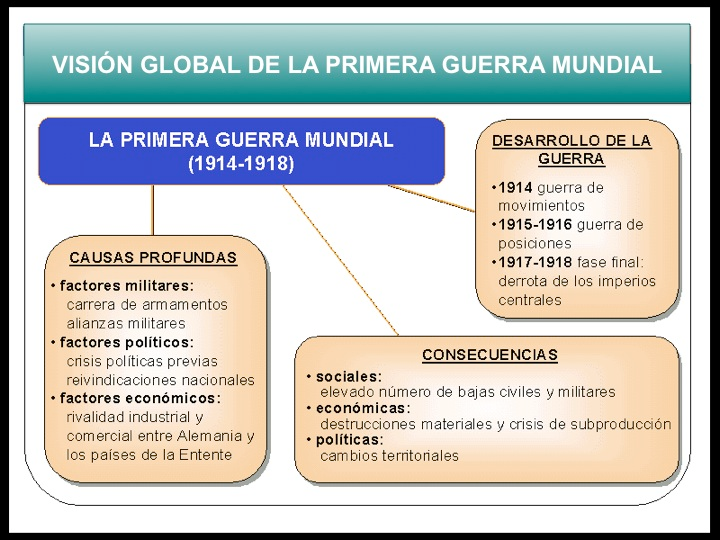 VISIÓN GLOBAL DE LA PRIMERA GUERRA MUNDIAL
LA PRIMERA GUERRA MUNDIAL
(1914-1918)
DESARROLLO DE LA
GUERRA
•1914 guerra de
movimientos
•1915-1916 guerra de
posiciones
•1917-1918 fase final:
derrota de los imperios
centrales
CAUSAS PROFUNDAS
• factores militares:
carrera de armamentos
alianzas militares
• factores políticos:
crisis políticas previas
reivindicaciones nacionales
• factores económicos:
rivalidad industrial y
comercial entre Alemania y
los países de la Entente
CONSECUENCIAS
• sociales:
elevado número de bajas civiles y militares
• económicas:
destrucciones materiales y crisis de subproducción
• políticas:
cambios territoriales